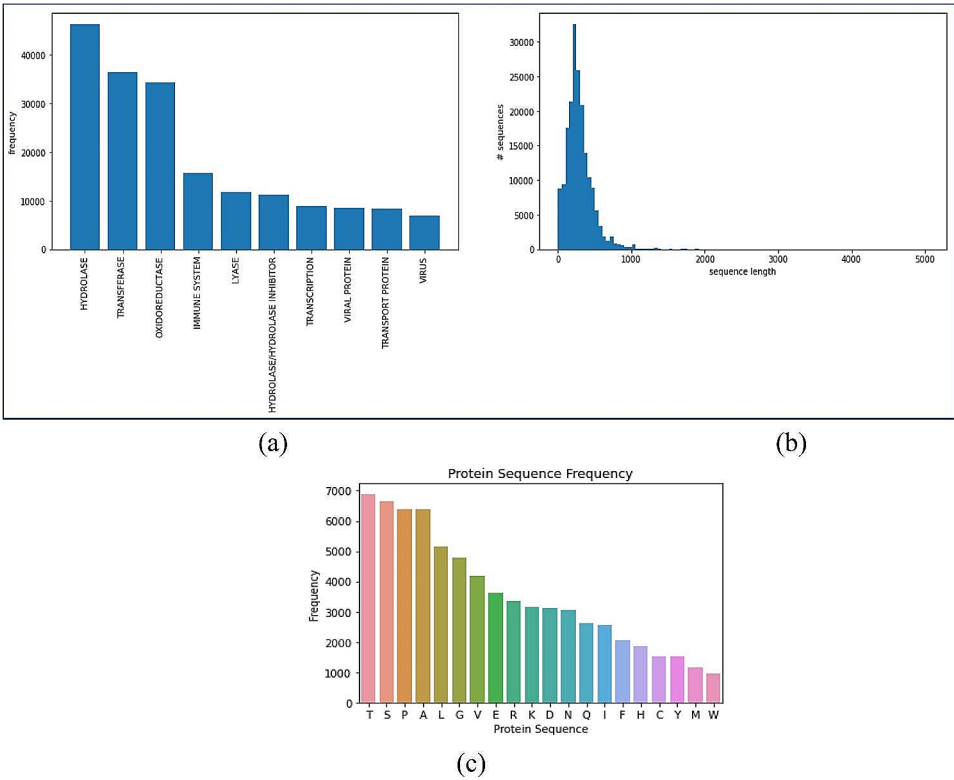 frequency
40000
30000
20000
10000
0
HYDROLASE
TRANSFERASE
OXIDOREDUCTASE
IMMUNE SYSTEM
LYASE
HYDROLASE/HYDROLASE INHIBITOR
TRANSCRIPTION
VIRAL PROTEIN
TRANSPORT PROTEIN
VIRUS
(a)
# sequences
30000
25000
20000
15000
10000
5000
0
0 1000 2000 3000 4000 5000
sequence length
(b)
Protein Sequence Frequency
Frequency
7000
6000
5000
4000
3000
2000
1000
0
T S P A L G V E R K D N Q I F H C Y M W
Protein Sequence
(c)